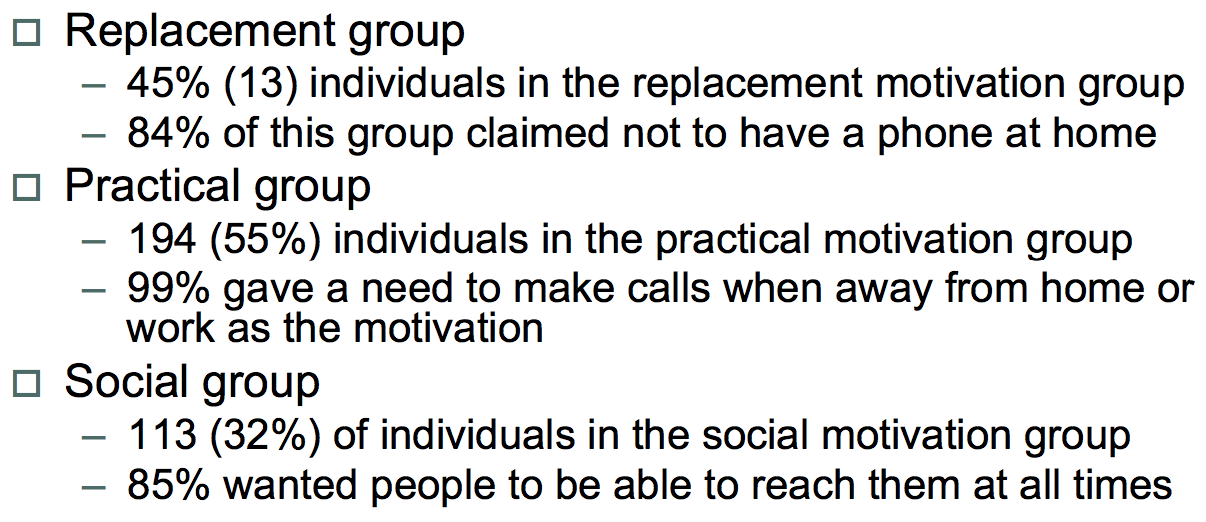 Replacement group
– 45% (13) individuals in the replacement motivation group
– 84% of this group claimed not to have a phone at home
Practical group
– 194 (55%) individuals in the practical motivation group
– 99% gave a need to make calls when away from home or
work as the motivation
Social group
– 113 (32%) of individuals in the social motivation group
– 85% wanted people to be able to reach them at all times